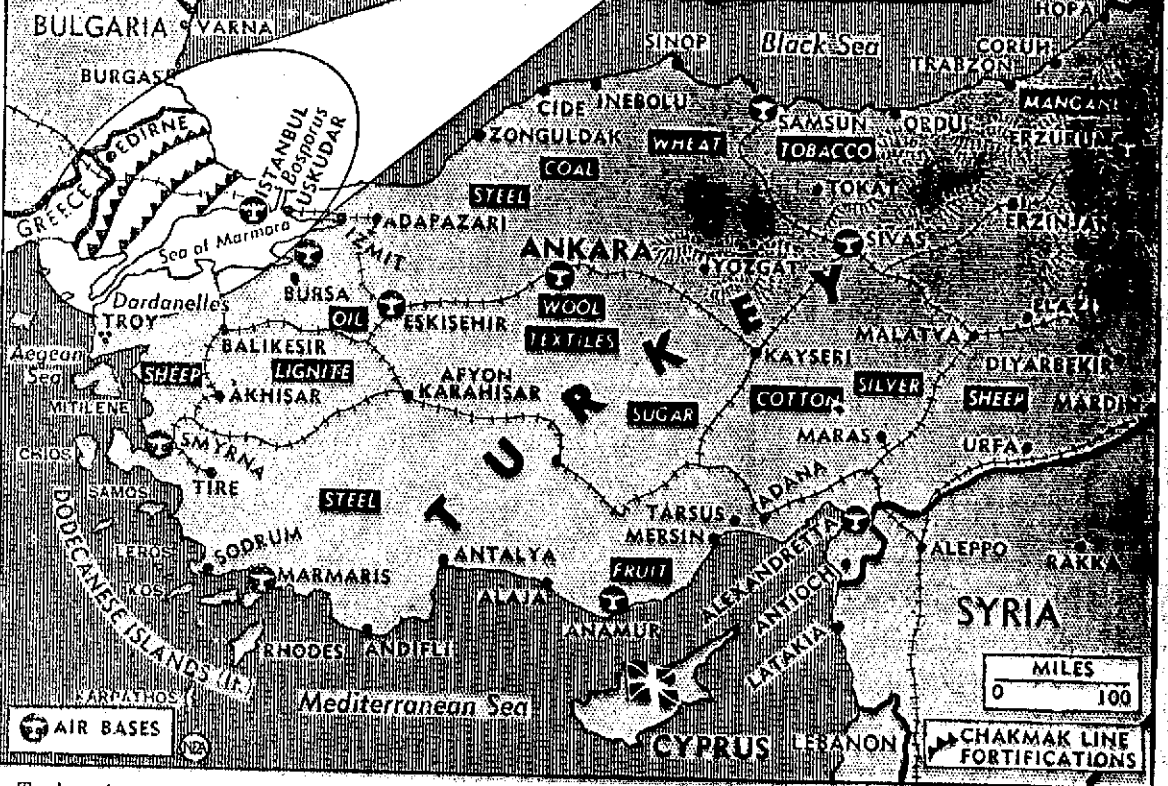 BULGARIA
VARNA
BURGAS
HOPA
SINOP
Black Sea
CORUH
TRABZON
CIDE
INEBOLU
MANGANE
ZONGULDAK
SAMSUN
ORDU
ERZURUM
EDIRNE
WHEAT
TOBACCO
COAL
ISTANBUL
Bosporus
USKUDAR
STEEL
TOKAT
GREECE
ADAPAZARI
ERZINJAN
Sea of Marmora
IZMIT
ANKARA
SIVAS
YOZGAT
BURSA
Dardanelles
OIL
ESKISEHIR
WOOL
ELAZI
TROY
TEXTILES
MALATYA
BALIKESIR
KAYSERI
DIYARBEKIR
Aegean
Sea
SHEEP
LIGNITE
AFYON
KARAHISAR
SILVER
AKHISAR
COTTON
SHEEP
MARDIN
MITILENE
SUGAR
MARAS
URFA
SMYRNA
CHIOS
TURKEY
TIRE
ADANA
SAMOS
STEEL
TARSUS
MERSIN
ALEXANDRETTA
SODRUM
LEROS
ANTALYA
ALEPPO
RAKKA
MARMARIS
FRUIT
KOS
ALAJA
ANTIOCH
SYRIA
DODECANESE ISLANDS (IT.)
ANAMUR
RHODES
ANDIFLI
LATAKIA
MILES
0 100
KARPATHOS
Mediterranean Sea
AIR BASES
NEA
CYPRUS
LEBANON
CHAKMAK LINE
FORTIFICATIONS